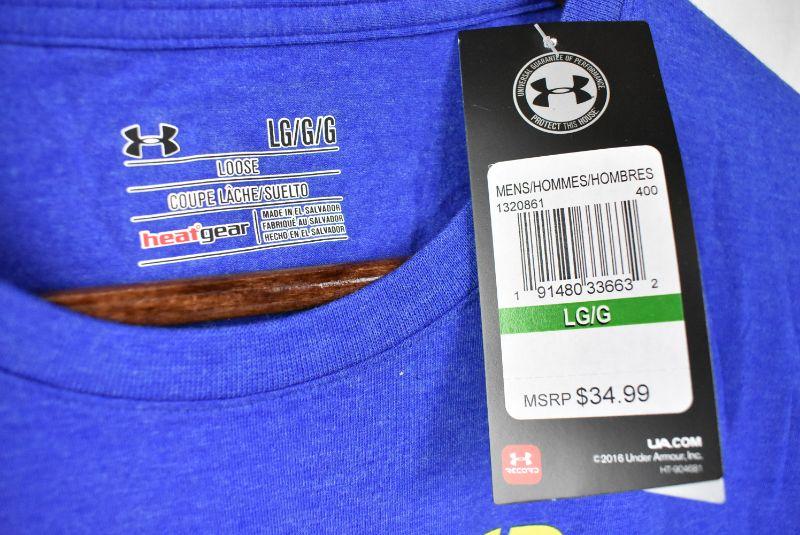 LG/G/G
LOOSE
COUPE LÂCHE/SUELTO
heatgear
MADE IN EL SALVADOR
FABRIQUÉ AU SALVADOR
HECHO EN EL SALVADOR
UNIVERSAL GUARANTEE OF PERFORMANCE
PROTECT THIS HOUSE
MENS/HOMMES/HOMBRES
1320861 400
1 91480 33663 2
LG/G
MSRP $34.99
RECORD
UA.COM
©2016 Under Armour, Inc.
HT-904681